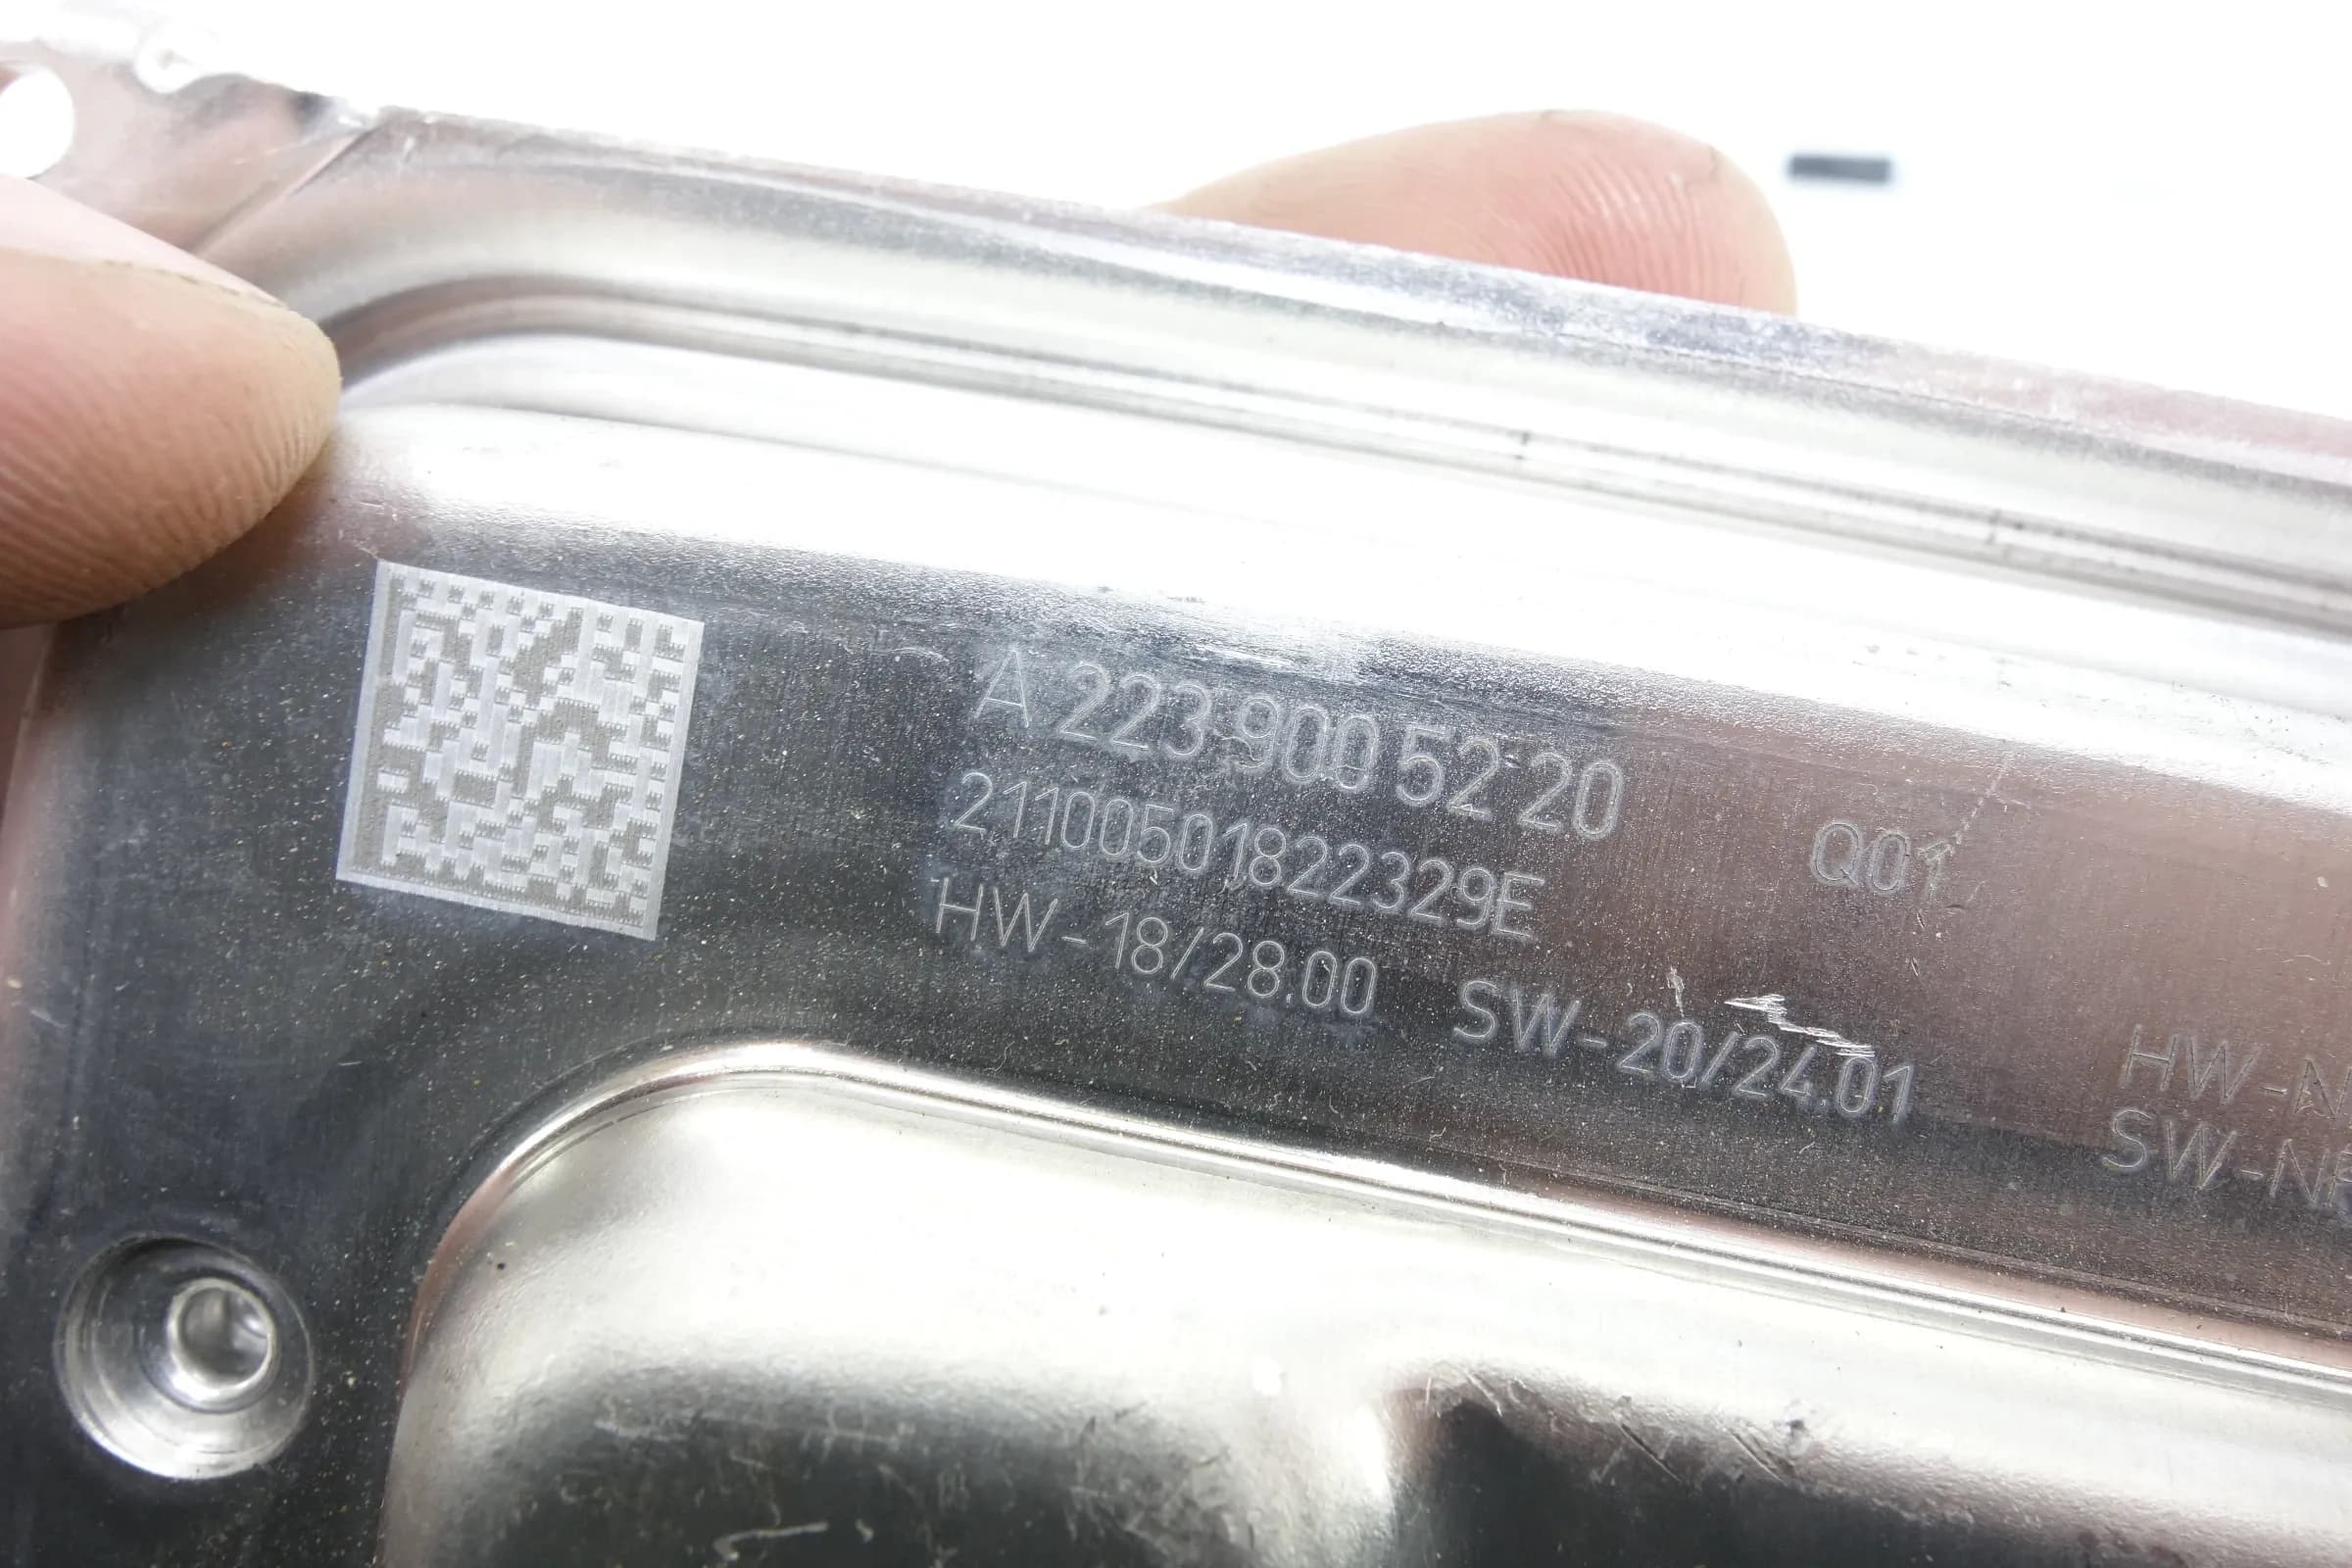 A 223 900 52 20
Q01
21100501822329E
HW-18/28.00 SW-20/24.01
HW-N
SW-N